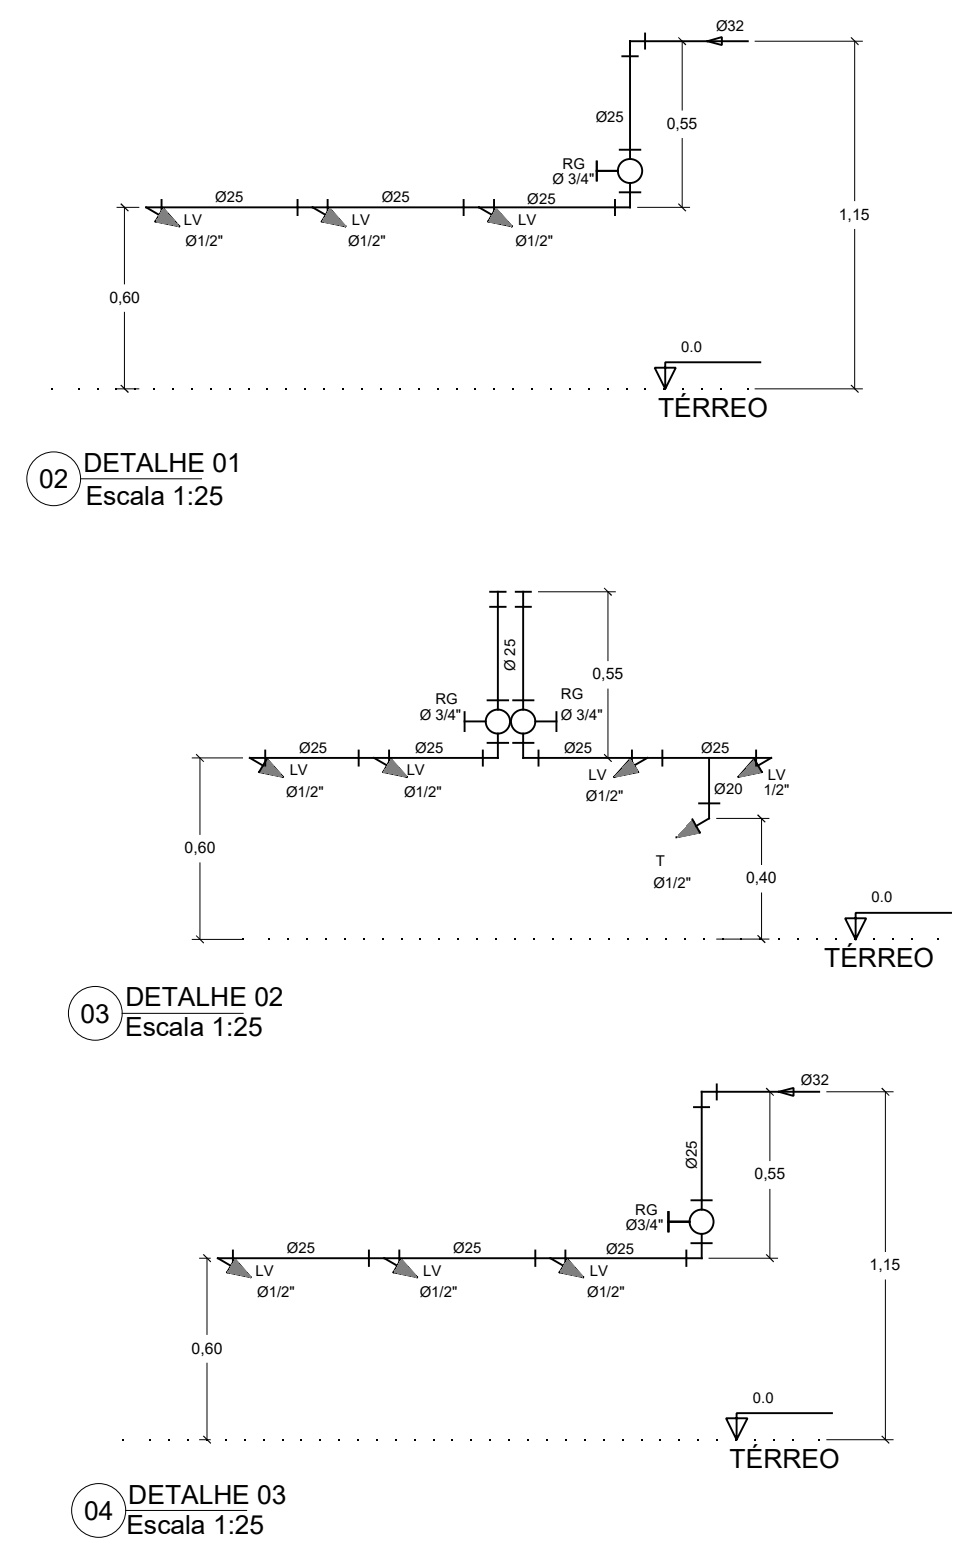 Ø32
Ø25
0,55
RG
Ø 3/4"
Ø25
Ø25
Ø25
LV
LV
LV
Ø1/2"
Ø1/2"
Ø1/2"
1,15
0,60
0.0
TÉRREO
02
DETALHE 01
Escala 1:25
Ø 25
0,55
RG
Ø 3/4"
RG
Ø 3/4"
Ø25
Ø25
Ø25
Ø25
LV
Ø1/2"
LV
Ø1/2"
LV
Ø1/2"
LV
1/2"
Ø20
T
Ø1/2"
0,60
0,40
0.0
TÉRREO
03
DETALHE 02
Escala 1:25
Ø32
Ø25
0,55
RG
Ø3/4"
Ø25
Ø25
Ø25
LV
LV
LV
Ø1/2"
Ø1/2"
Ø1/2"
1,15
0,60
0.0
TÉRREO
04
DETALHE 03
Escala 1:25